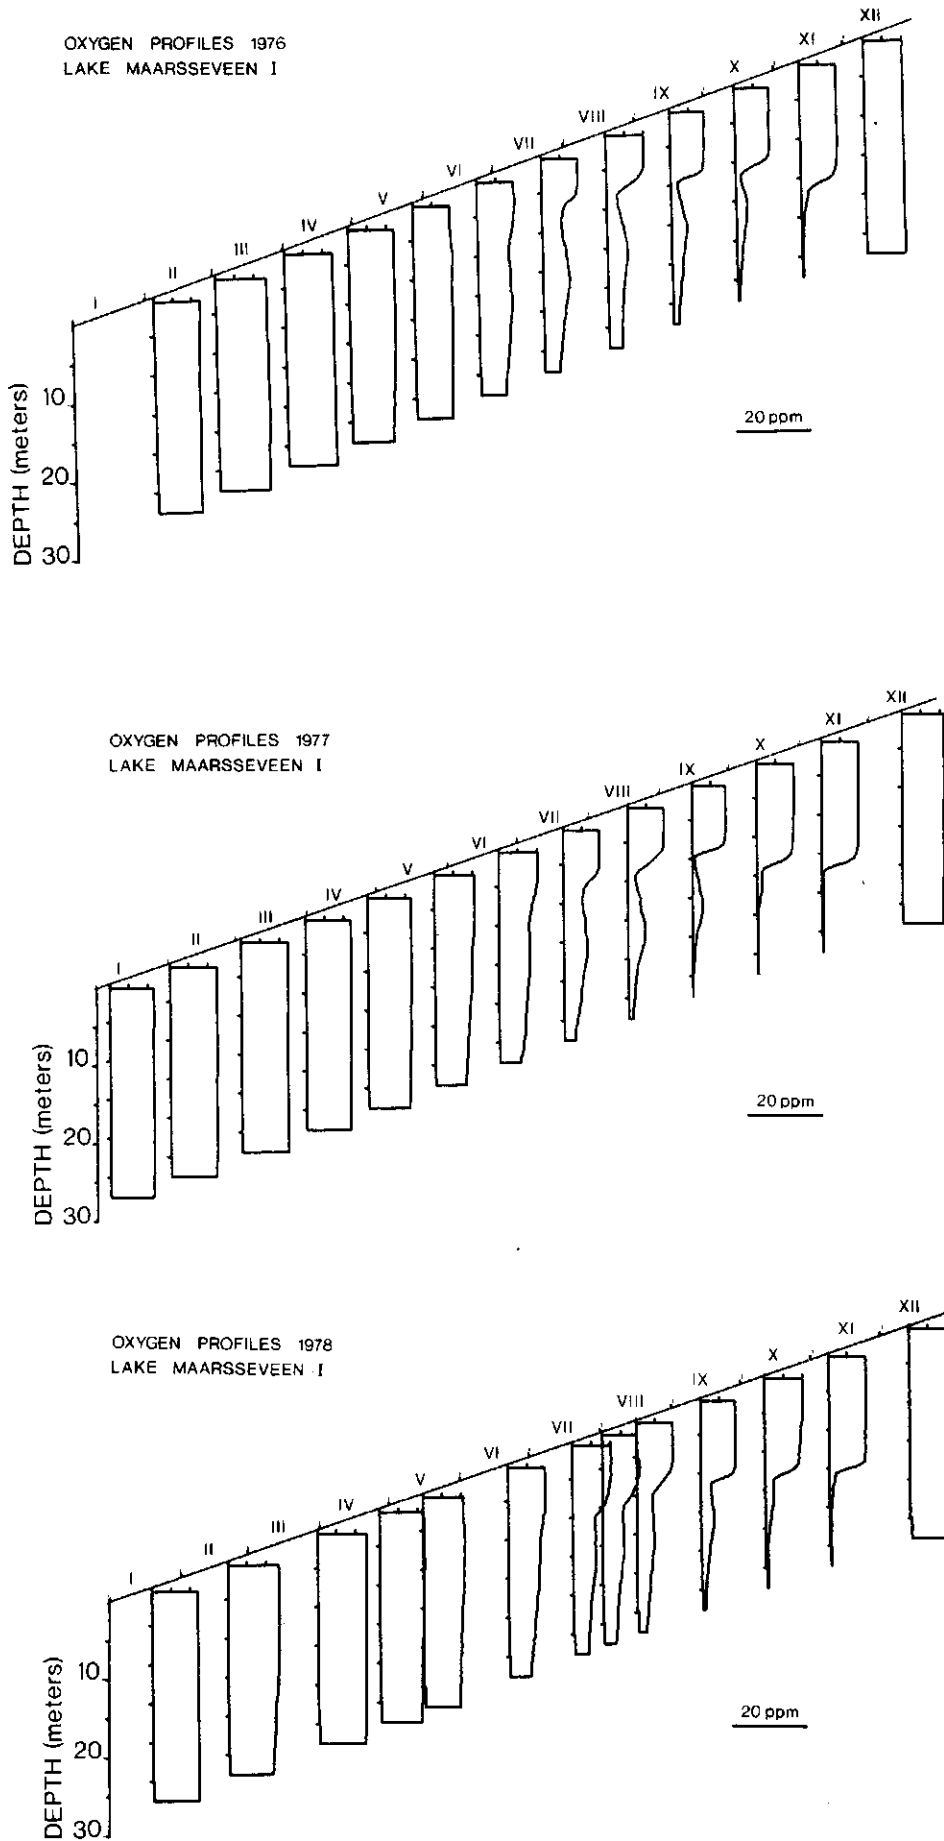 OXYGEN PROFILES 1976
LAKE MAARSSEVEEN I
I II III IV V VI VII VIII IX X XI XII
DEPTH (meters)
10
20
30
20 ppm
OXYGEN PROFILES 1977
LAKE MAARSSEVEEN I
I II III IV V VI VII VIII IX X XI XII
DEPTH (meters)
10
20
30
20 ppm
OXYGEN PROFILES 1978
LAKE MAARSSEVEEN I
I II III IV V VI VII VIII IX X XI XII
DEPTH (meters)
10
20
30
20 ppm